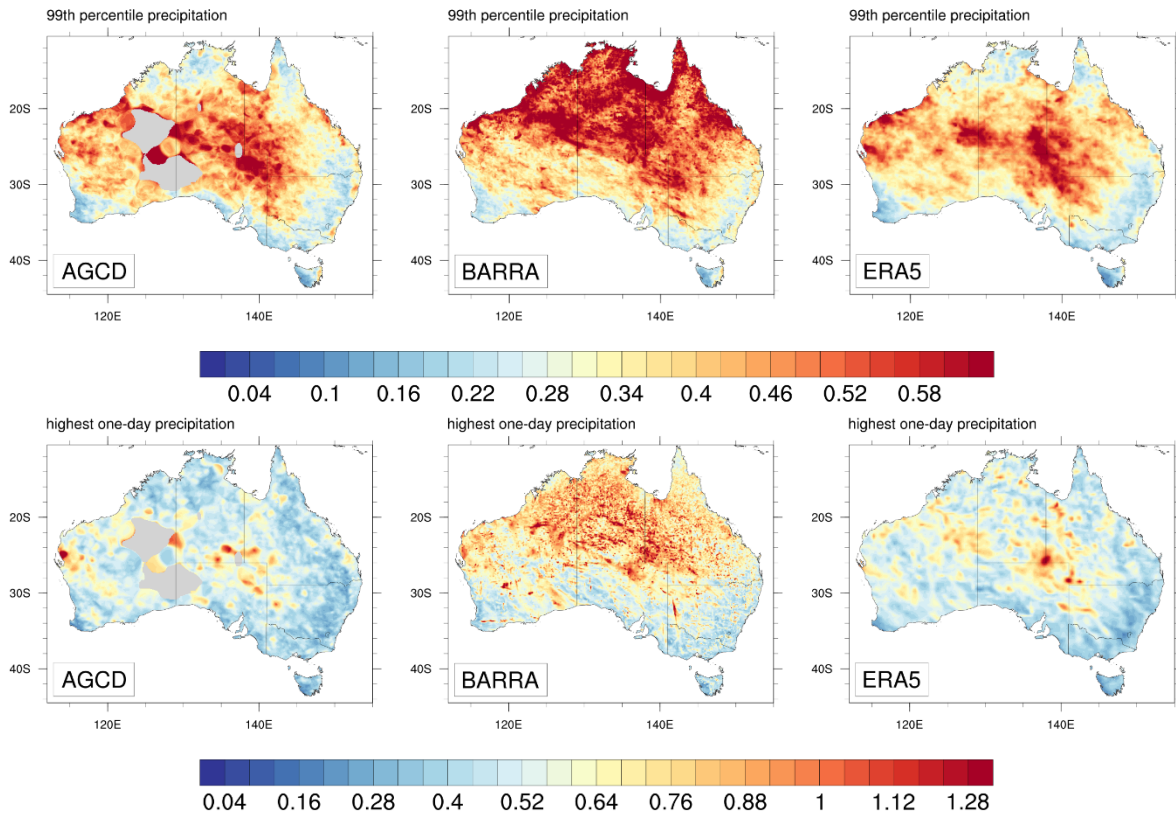 99th percentile precipitation
99th percentile precipitation
99th percentile precipitation
20S
30S
40S
AGCD
120E
140E
20S
30S
40S
BARRA
120E
140E
20S
30S
40S
ERA5
120E
140E
0.04 0.1 0.16 0.22 0.28 0.34 0.4 0.46 0.52 0.58
highest one-day precipitation
highest one-day precipitation
highest one-day precipitation
20S
30S
40S
AGCD
120E
140E
20S
30S
40S
BARRA
120E
140E
20S
30S
40S
ERA5
120E
140E
0.04 0.16 0.28 0.4 0.52 0.64 0.76 0.88 1 1.12 1.28